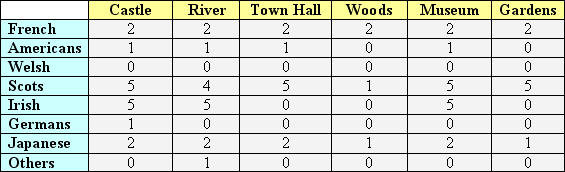 Castle River Town Hall Woods Museum Gardens
French 2 2 2 2 2 2
Americans 1 1 1 0 1 0
Welsh 0 0 0 0 0 0
Scots 5 4 5 1 5 5
Irish 5 5 0 0 5 0
Germans 1 0 0 0 0 0
Japanese 2 2 2 1 2 1
Others 0 1 0 0 0 0